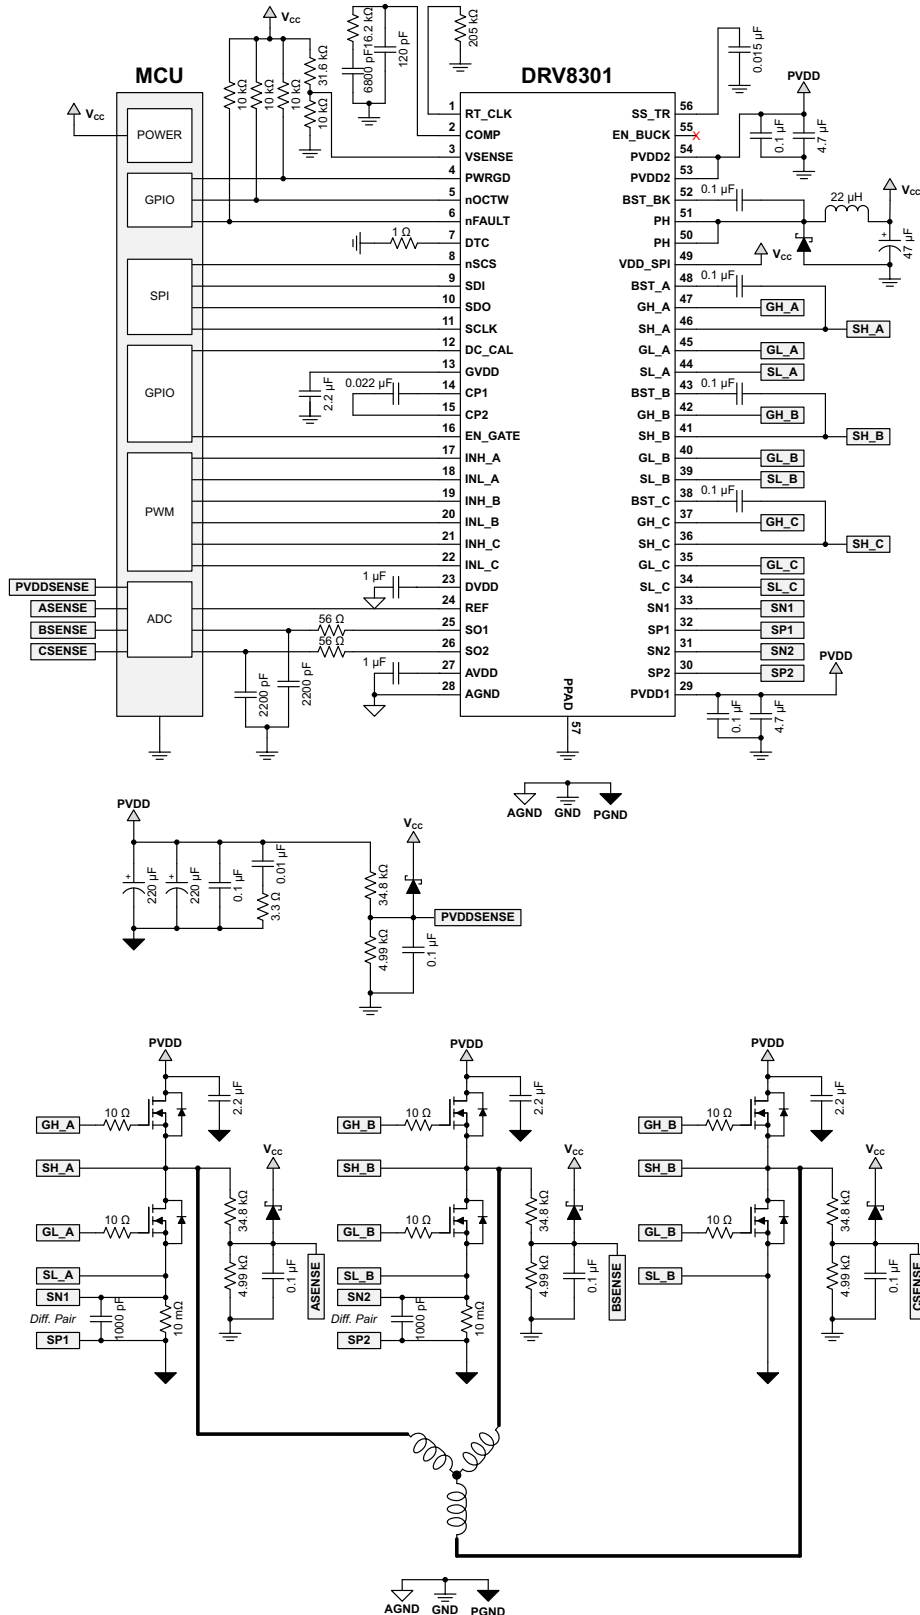 VCC
16.2 kΩ
6800 pF
120 pF
205 kΩ
0.015 µF
10 kΩ
10 kΩ
10 kΩ
31.6 kΩ
10 kΩ
MCU
DRV8301
PVDD
0.1 µF
4.7 µF
VCC
POWER
GPIO
SPI
GPIO
PWM
ADC
1 RT_CLK
2 COMP
3 VSENSE
4 PWRGD
5 nOCTW
6 nFAULT
7 DTC
8 nSCS
9 SDI
10 SDO
11 SCLK
12 DC_CAL
13 GVDD
14 CP1
15 CP2
16 EN_GATE
17 INH_A
18 INL_A
19 INH_B
20 INL_B
21 INH_C
22 INL_C
23 DVDD
24 REF
25 SO1
26 SO2
27 AVDD
28 AGND
SS_TR 56
EN_BUCK 55
PVDD2 54
PVDD2 53
BST_BK 52
PH 51
PH 50
VDD_SPI 49
BST_A 48
GH_A 47
SH_A 46
GL_A 45
SL_A 44
BST_B 43
GH_B 42
SH_B 41
GL_B 40
SL_B 39
BST_C 38
GH_C 37
SH_C 36
GL_C 35
SL_C 34
SN1 33
SP1 32
SN2 31
SP2 30
PVDD1 29
PPAD
57
1 Ω
2.2 µF
0.022 µF
1 µF
56 Ω
56 Ω
1 µF
2200 pF
2200 pF
PVDDSENSE
ASENSE
BSENSE
CSENSE
0.1 µF
22 µH
VCC
47 µF
VCC
0.1 µF
GH_A
SH_A
GL_A
SL_A
0.1 µF
GH_B
SH_B
GL_B
SL_B
0.1 µF
GH_C
SH_C
GL_C
SL_C
SN1
SP1
SN2
SP2
PVDD
0.1 µF
4.7 µF
AGND
GND
PGND
PVDD
220 µF
220 µF
0.1 µF
0.01 µF
3.3 Ω
VCC
34.8 kΩ
4.99 kΩ
0.1 µF
PVDDSENSE
PVDD
2.2 µF
GH_A
10 Ω
SH_A
VCC
34.8 kΩ
GL_A
10 Ω
SL_A
4.99 kΩ
0.1 µF
ASENSE
SN1
Diff. Pair
1000 pF
10 mΩ
SP1
PVDD
2.2 µF
GH_B
10 Ω
SH_B
VCC
34.8 kΩ
GL_B
10 Ω
SL_B
4.99 kΩ
0.1 µF
BSENSE
SN2
Diff. Pair
1000 pF
10 mΩ
SP2
PVDD
2.2 µF
GH_B
10 Ω
SH_B
VCC
34.8 kΩ
GL_B
10 Ω
SL_B
4.99 kΩ
0.1 µF
CSENSE
AGND
GND
PGND